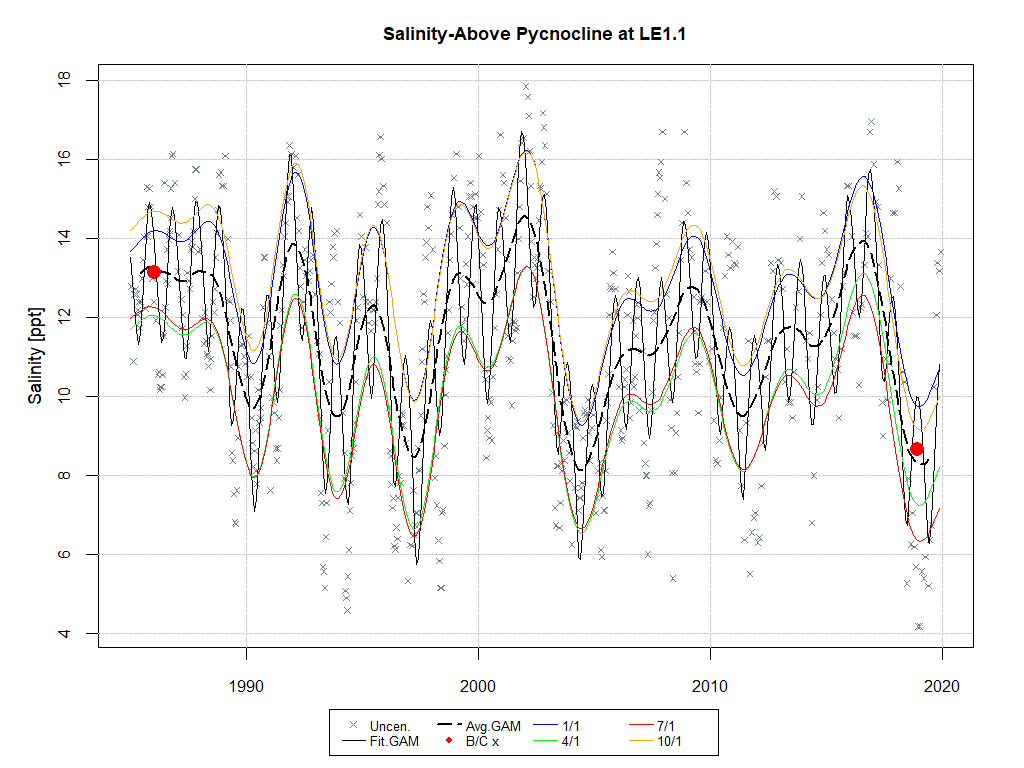 Salinity-Above Pycnocline at LE1.1
Salinity [ppt]
18
16
14
12
10
8
6
4
1990 2000 2010 2020
Uncen. Avg.GAM 1/1 7/1
Fit.GAM B/C x 4/1 10/1